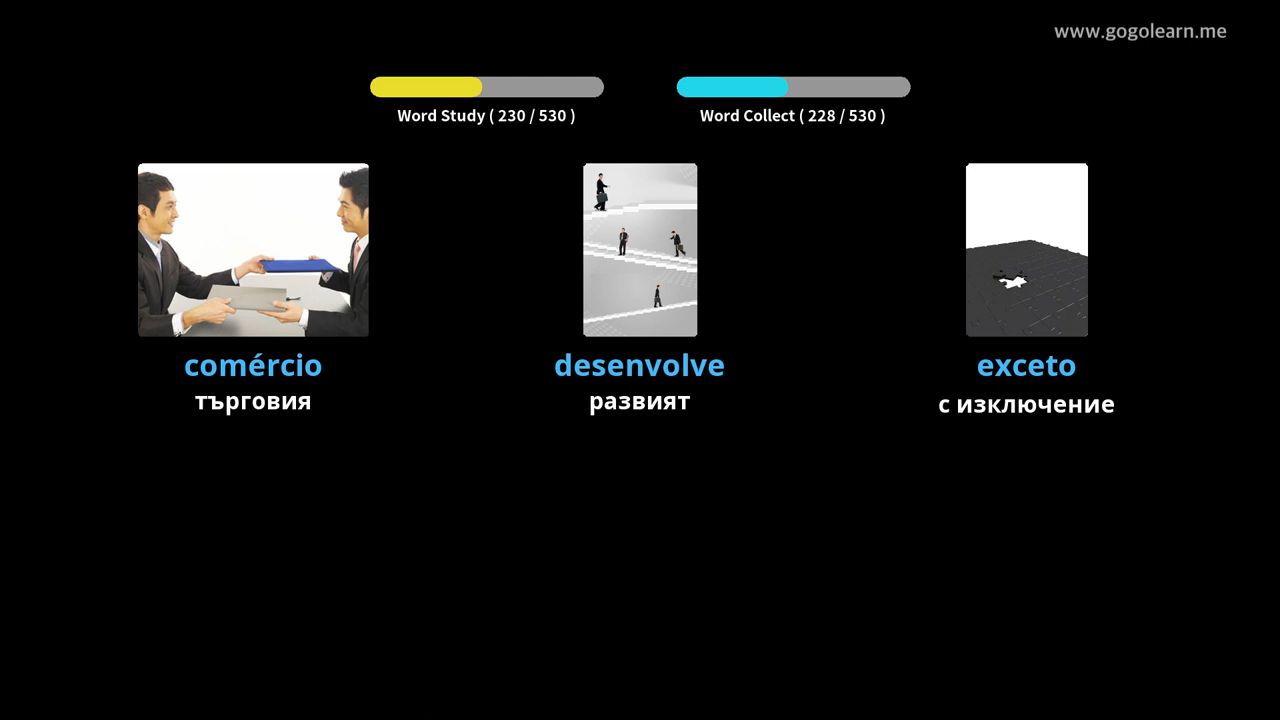 www.gogolearn.me
Word Study ( 230 / 530 )
Word Collect ( 228 / 530 )
comércio
търговия
desenvolve
развият
exceto
с изключение